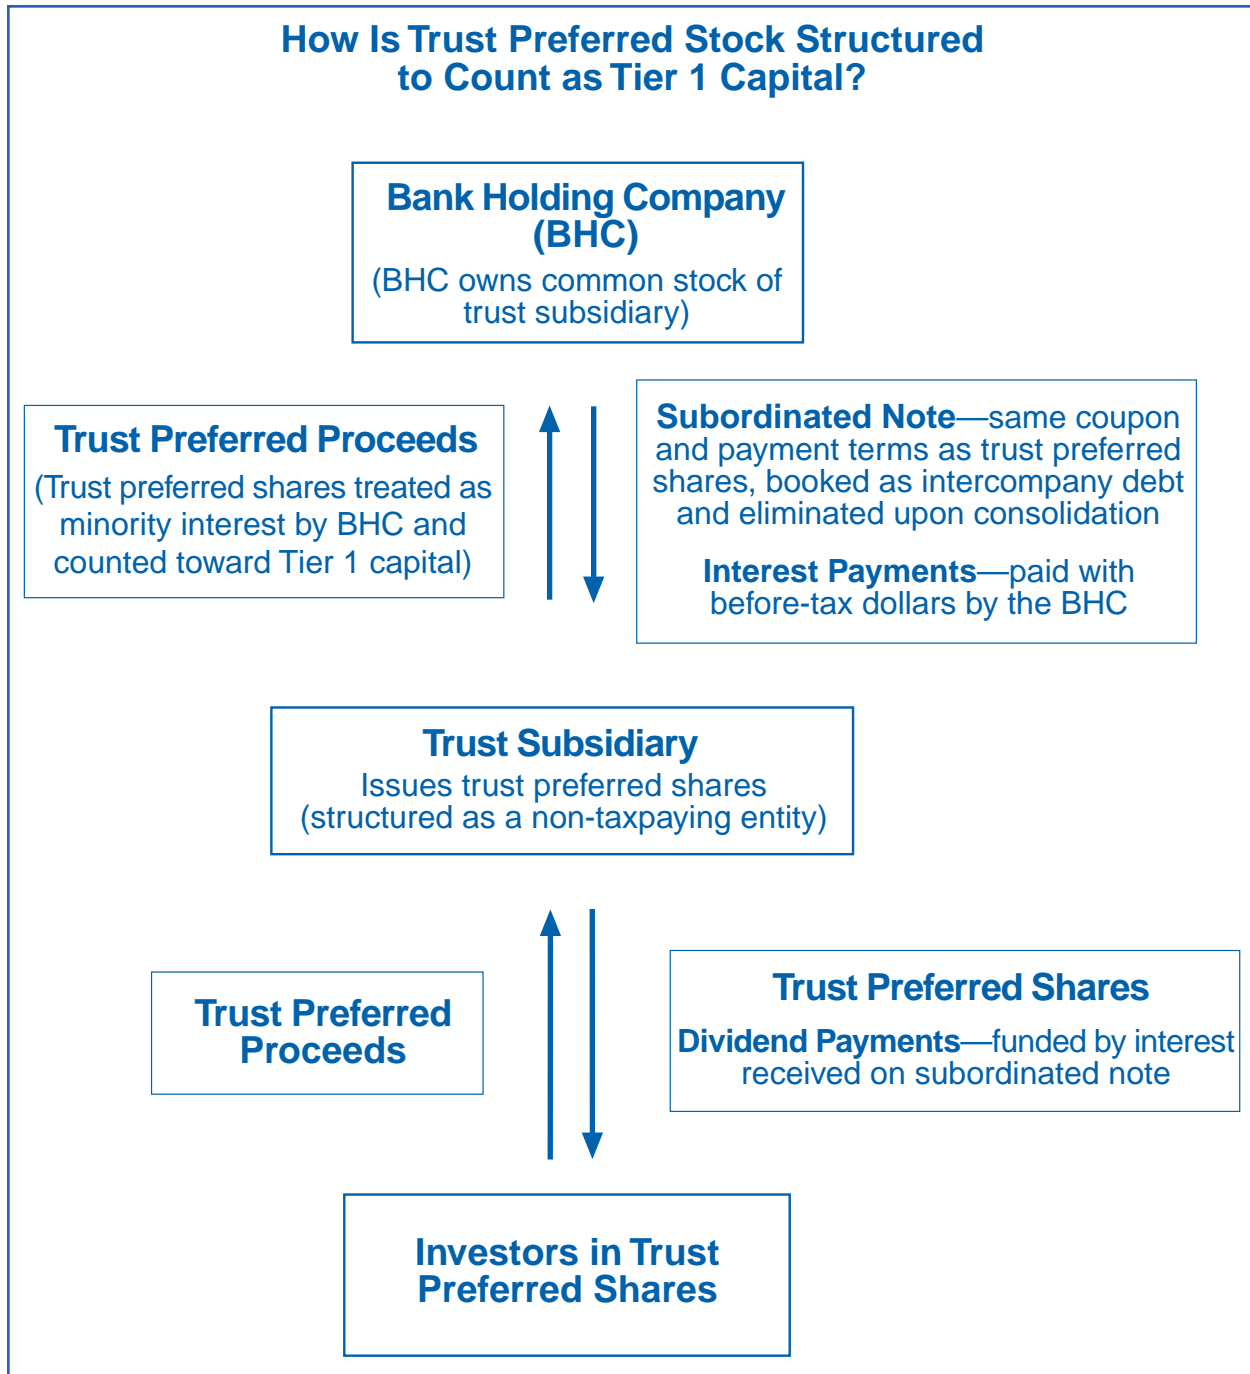 How Is Trust Preferred Stock Structured
to Count as Tier 1 Capital?
Bank Holding Company
(BHC)
(BHC owns common stock of
trust subsidiary)
Trust Preferred Proceeds
(Trust preferred shares treated as
minority interest by BHC and
counted toward Tier 1 capital)
Subordinated Note—same coupon
and payment terms as trust preferred
shares, booked as intercompany debt
and eliminated upon consolidation
Interest Payments—paid with
before-tax dollars by the BHC
Trust Subsidiary
Issues trust preferred shares
(structured as a non-taxpaying entity)
Trust Preferred
Proceeds
Trust Preferred Shares
Dividend Payments—funded by interest
received on subordinated note
Investors in Trust
Preferred Shares